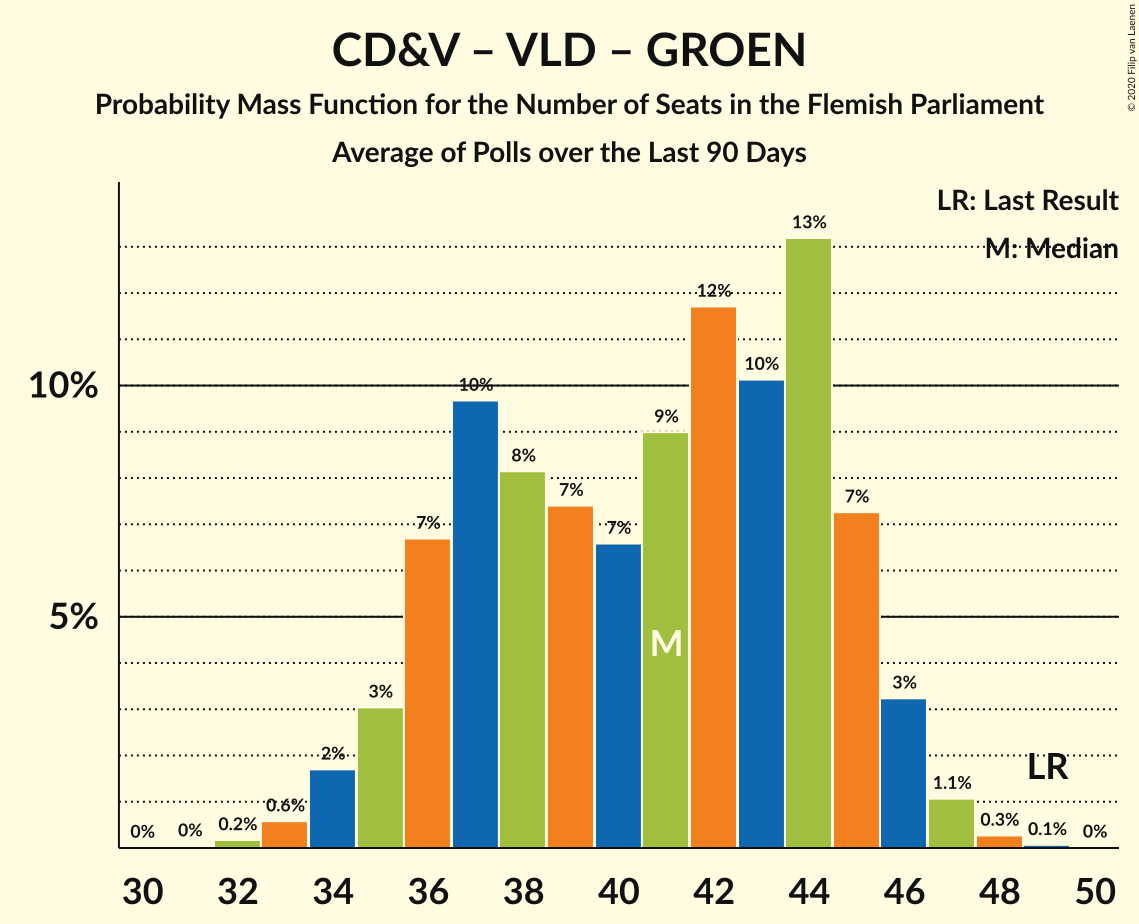 CD&V – VLD – GROEN
Probability Mass Function for the Number of Seats in the Flemish Parliament
Average of Polls over the Last 90 Days
© 2020 Filip van Laenen
LR: Last Result
M: Median
10%
5%
0%
0%
0.2%
0.6%
2%
3%
7%
10%
8%
7%
7%
9%
12%
10%
13%
7%
3%
1.1%
0.3%
0.1%
0%
M
LR
30 32 34 36 38 40 42 44 46 48 50